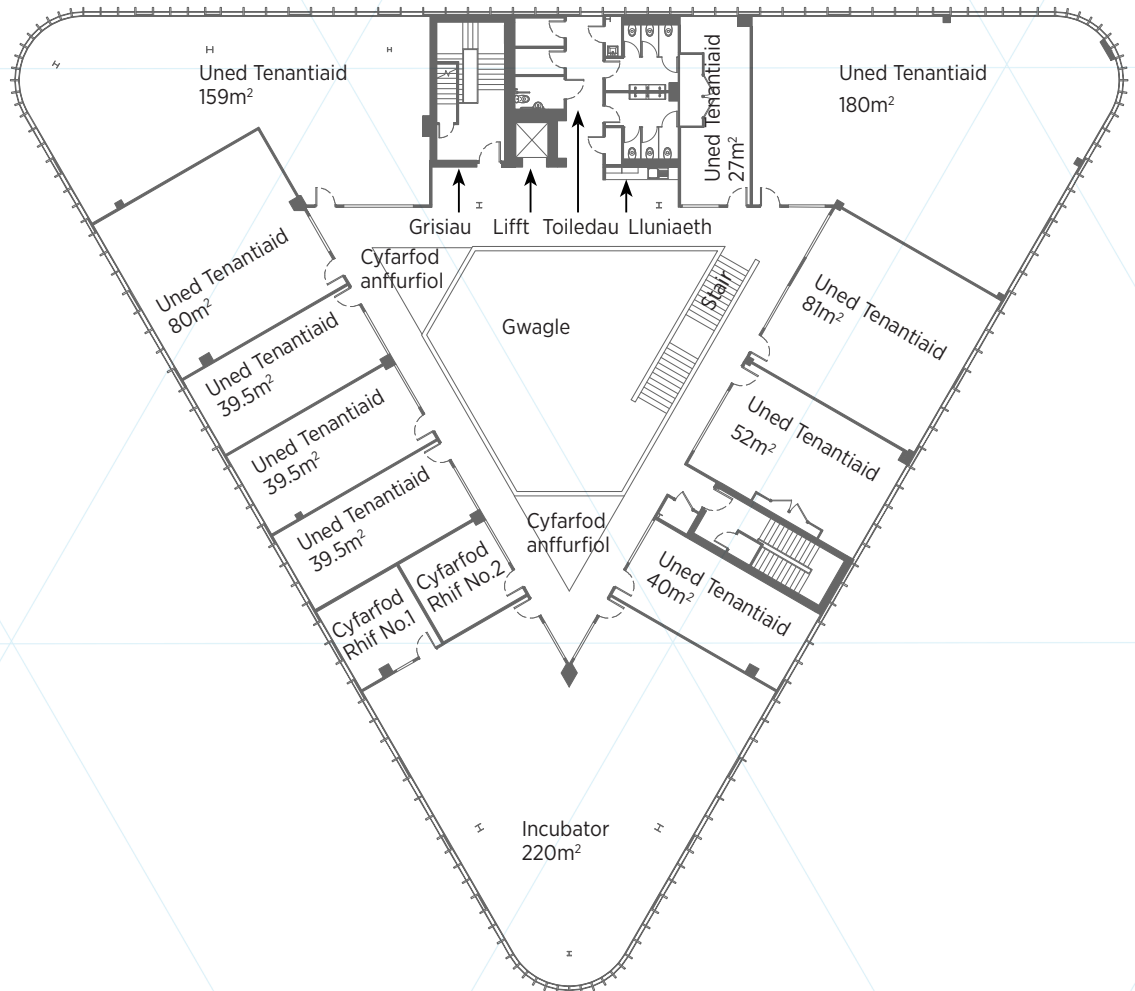 Uned Tenantiaid
159m²
Uned Tenantiaid
27m²
Uned Tenantiaid
180m²
Grisiau
Lifft
Toiledau
Lluniaeth
Cyfarfod
anffurfiol
Uned Tenantiaid
80m²
Stair
Gwagle
Uned Tenantiaid
81m²
Uned Tenantiaid
39.5m²
Uned Tenantiaid
39.5m²
Uned Tenantiaid
52m²
Uned Tenantiaid
39.5m²
Cyfarfod
anffurfiol
Cyfarfod
Rhif No.2
Uned Tenantiaid
40m²
Cyfarfod
Rhif No.1
Incubator
220m²